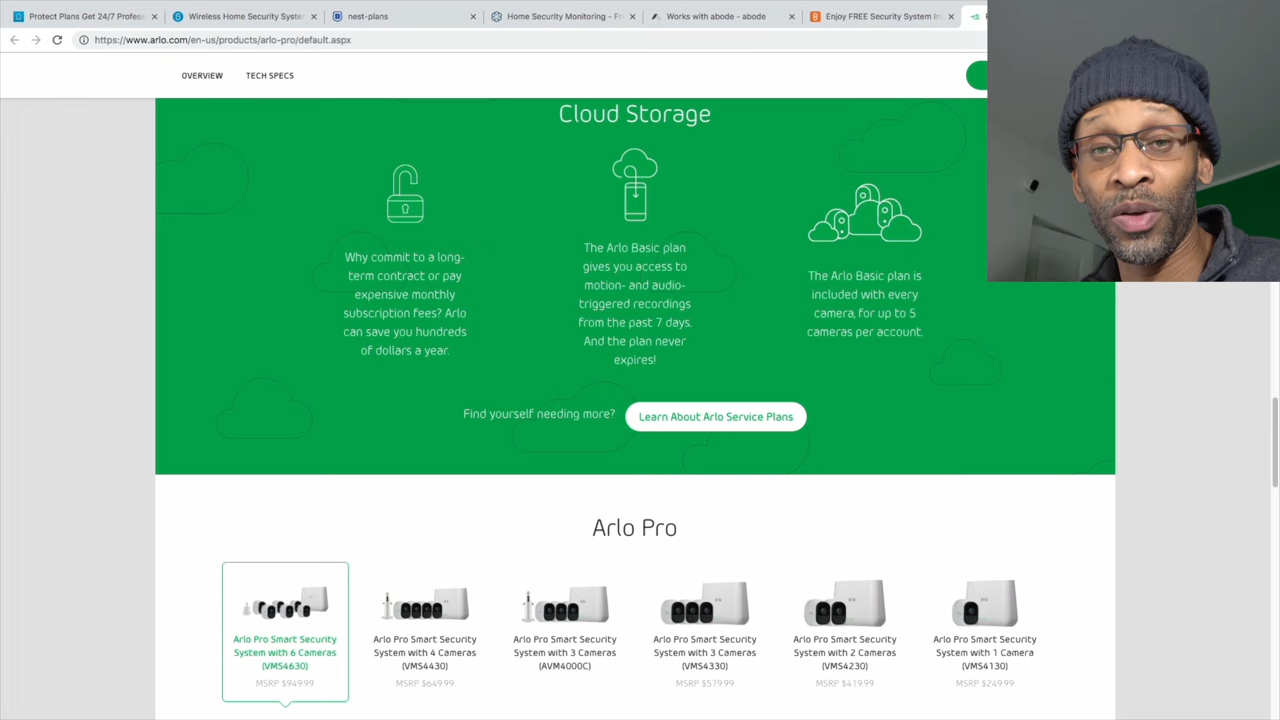 Protect Plans Get 24/7 Profess
Wireless Home Security System
nest-plans
Home Security Monitoring - Fr
Works with abode - abode
Enjoy FREE Security System In
https://www.arlo.com/en-us/products/arlo-pro/default.aspx
OVERVIEW
TECH SPECS
Cloud Storage
Why commit to a long-
term contract or pay
expensive monthly
subscription fees? Arlo
can save you hundreds
of dollars a year.
The Arlo Basic plan
gives you access to
motion- and audio-
triggered recordings
from the past 7 days.
And the plan never
expires!
The Arlo Basic plan is
included with every
camera, for up to 5
cameras per account.
Find yourself needing more?
Learn About Arlo Service Plans
Arlo Pro
Arlo Pro Smart Security
System with 6 Cameras
(VMS4630)
MSRP $949.99
Arlo Pro Smart Security
System with 4 Cameras
(VMS4430)
MSRP $649.99
Arlo Pro Smart Security
System with 3 Cameras
(AVM4000C)
Arlo Pro Smart Security
System with 3 Cameras
(VMS4330)
MSRP $579.99
Arlo Pro Smart Security
System with 2 Cameras
(VMS4230)
MSRP $419.99
Arlo Pro Smart Security
System with 1 Camera
(VMS4130)
MSRP $249.99